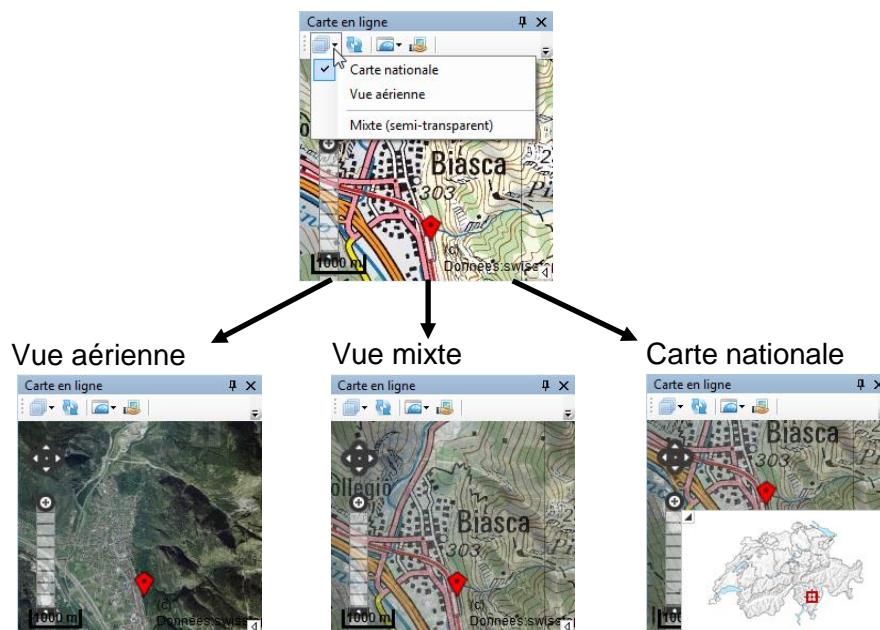 Carte en ligne
Carte nationale
Vue aérienne
Mixte (semi-transparent)
Biasca
303
(c)
1000 m
Données:swiss
Vue aérienne
Vue mixte
Carte nationale
Carte en ligne
Carte en ligne
Carte en ligne
Biasca
303
ollegio
Biasca
303
(c)
1000 m
Données:swiss
(c)
1000 m
Données:swiss
100